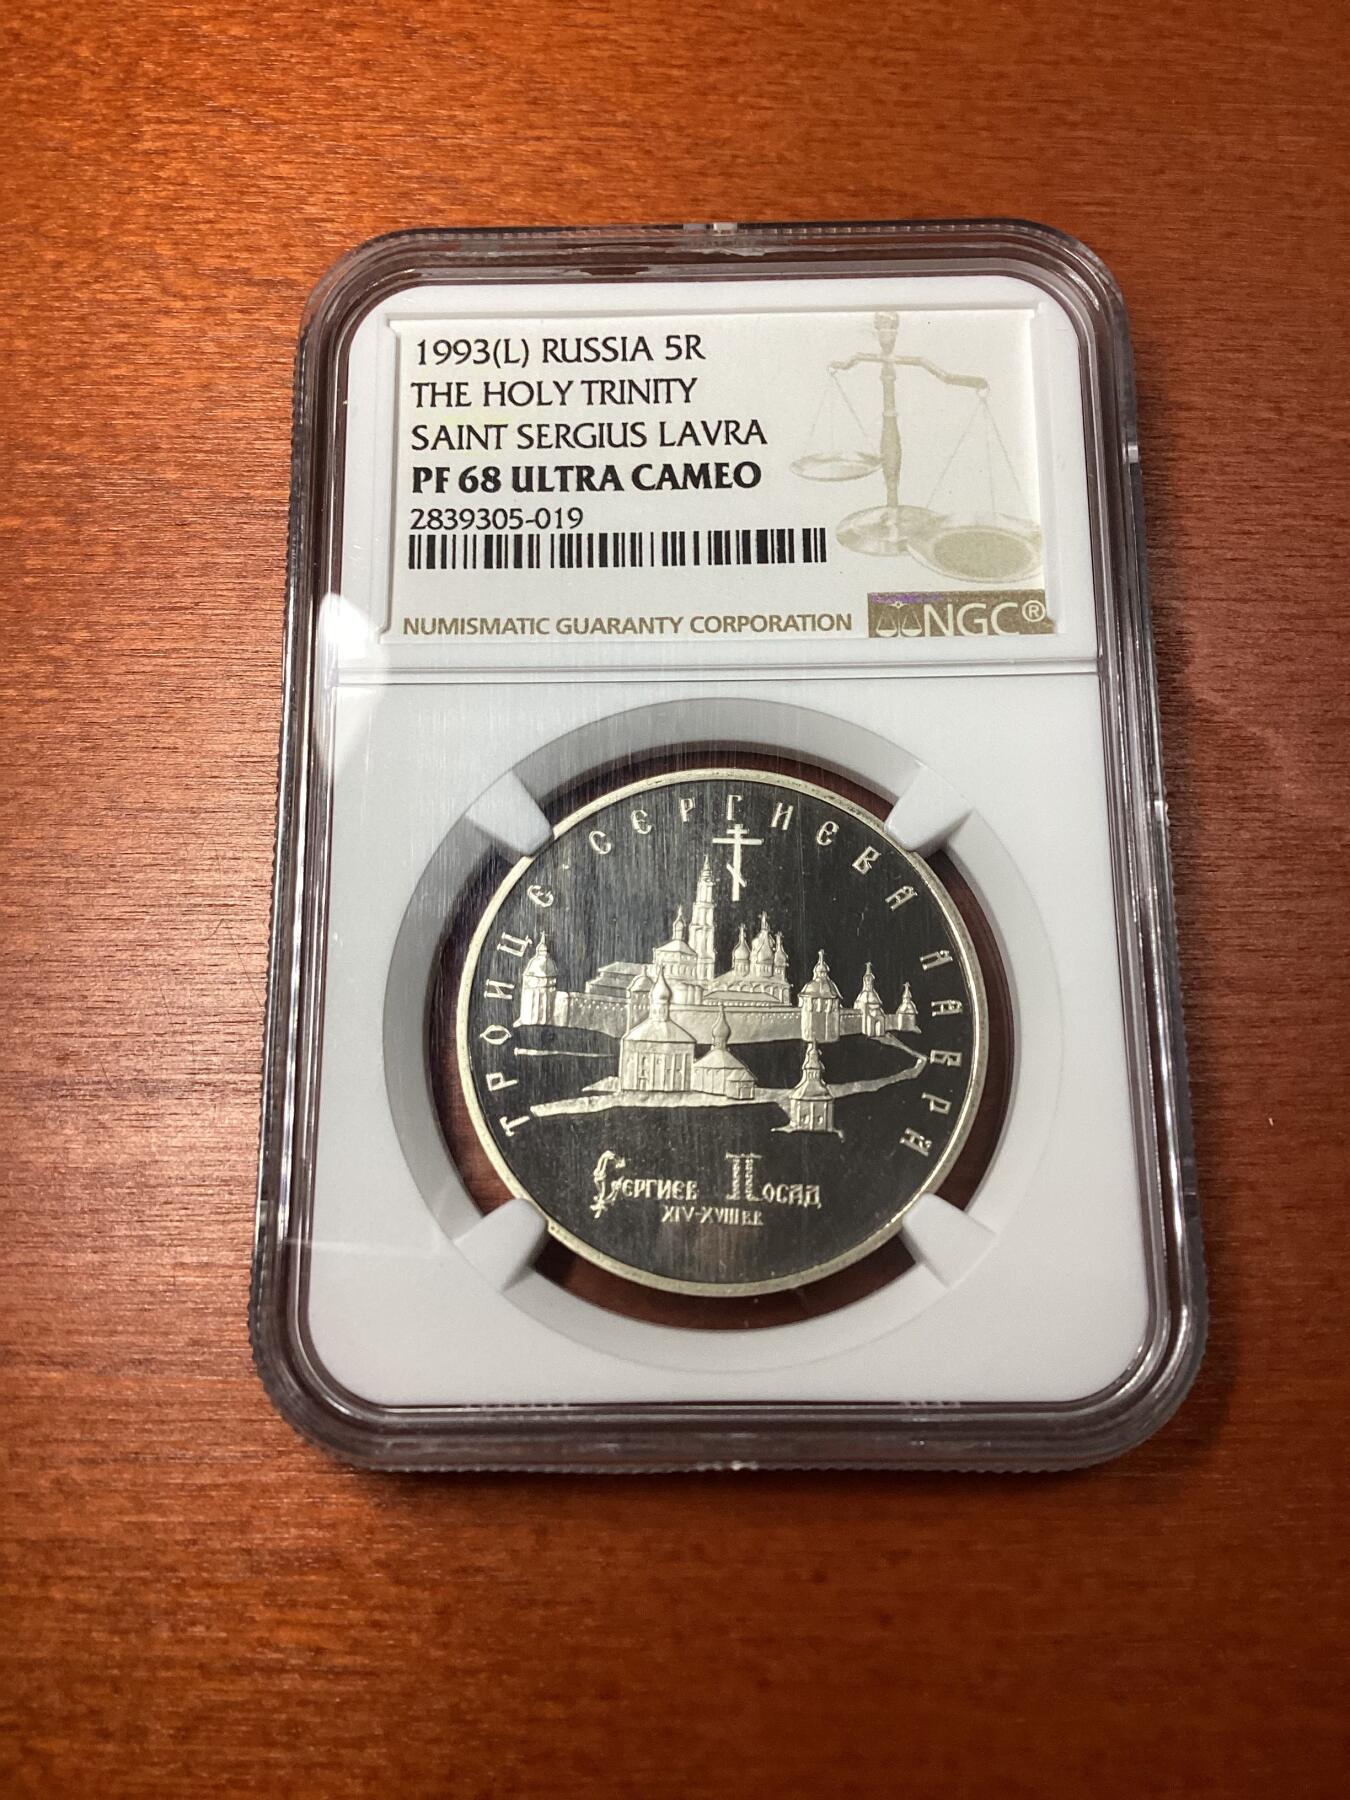 1993(L) RUSSIA 5R
THE HOLY TRINITY
SAINT SERGIUS LAVRA
PF 68 ULTRA CAMEO
2839305-019
NUMISMATIC GUARANTY CORPORATION
NGC®
ТРОИЦЕ-СЕРГИЕВА ЛАВРА
СЕРГИЕВ ПОСАД
XIV-XVIII В.В.